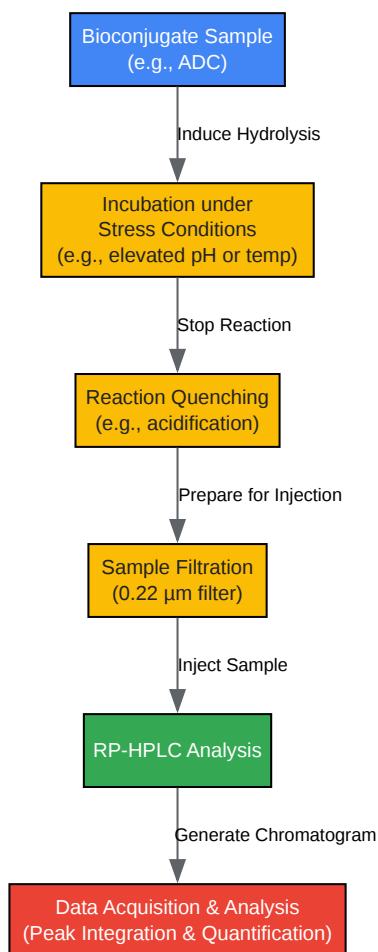 Bioconjugate Sample
(e.g., ADC)
Induce Hydrolysis
Incubation under
Stress Conditions
(e.g., elevated pH or temp)
Stop Reaction
Reaction Quenching
(e.g., acidification)
Prepare for Injection
Sample Filtration
(0.22 µm filter)
Inject Sample
RP-HPLC Analysis
Generate Chromatogram
Data Acquisition & Analysis
(Peak Integration & Quantification)